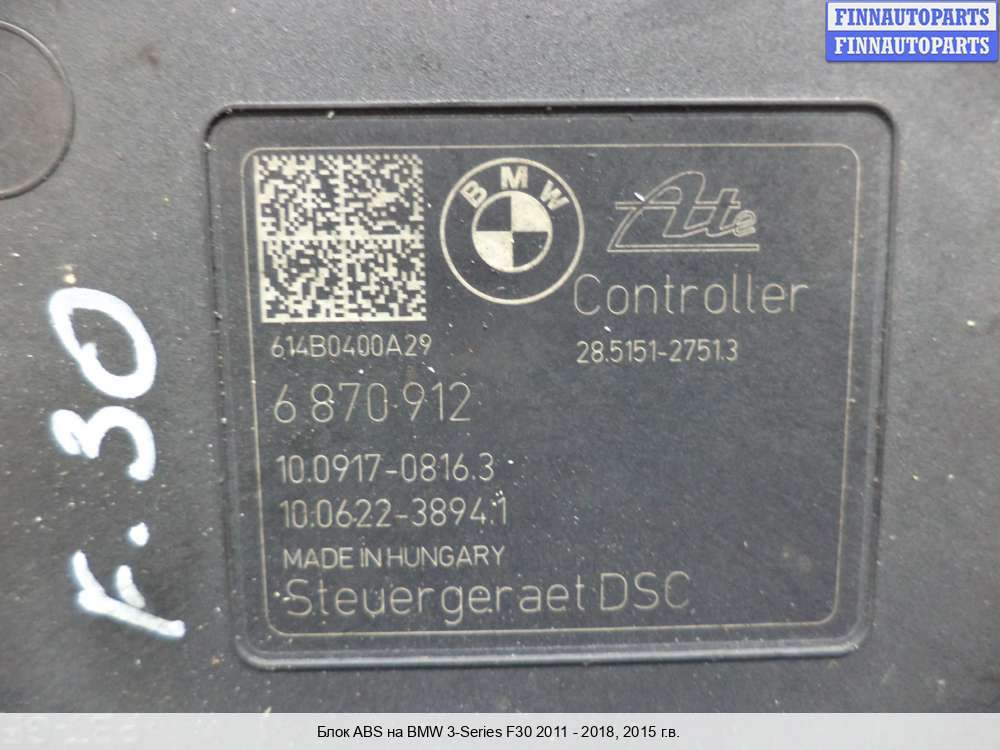 FINNAUTOPARTS
FINNAUTOPARTS
BMW
Ate
Controller
614B0400A29
28.5151-2751.3
6 870 912
10.0917-0816.3
10.0622-3894.1
MADE IN HUNGARY
Steuergeraet DSC
F.30
Блок ABS на BMW 3-Series F30 2011 - 2018, 2015 г.в.